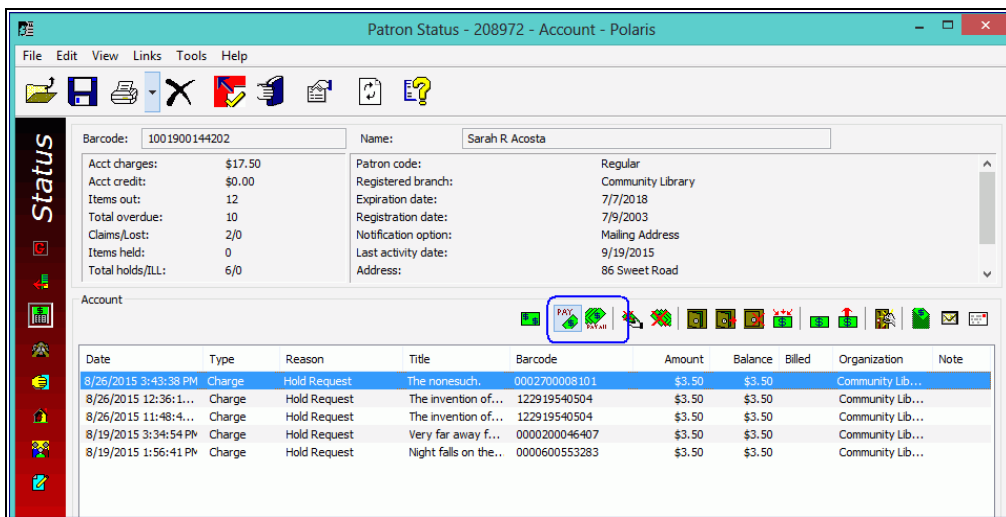 Patron Status - 208972 - Account - Polaris
File Edit View Links Tools Help
Status
Barcode: 1001900144202 Name: Sarah R Acosta
Acct charges: $17.50 Patron code: Regular
Acct credit: $0.00 Registered branch: Community Library
Items out: 12 Expiration date: 7/7/2018
Total overdue: 10 Registration date: 7/9/2003
Claims/Lost: 2/0 Notification option: Mailing Address
Items held: 0 Last activity date: 9/19/2015
Total holds/ILL: 6/0 Address: 86 Sweet Road
Account
PAY PAY All
Date Type Reason Title Barcode Amount Balance Billed Organization Note
8/26/2015 3:43:38 PM Charge Hold Request The nonesuch. 0002700008101 $3.50 $3.50 Community Lib...
8/26/2015 12:36:1... Charge Hold Request The invention of... 122919540504 $3.50 $3.50 Community Lib...
8/26/2015 11:48:4... Charge Hold Request The invention of... 122919540504 $3.50 $3.50 Community Lib...
8/19/2015 3:34:54 PM Charge Hold Request Very far away f... 0000200046407 $3.50 $3.50 Community Lib...
8/19/2015 1:56:41 PM Charge Hold Request Night falls on the... 0000600553283 $3.50 $3.50 Community Lib...